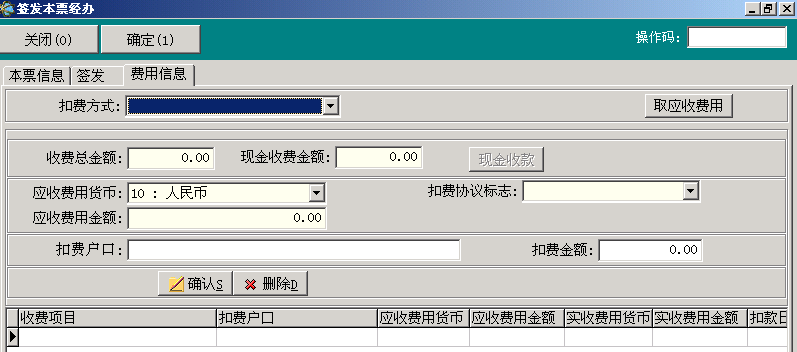 签发本票经办
关闭(0) 确定(1) 操作码:
本票信息 签发 费用信息
扣费方式: 取应收费用
收费总金额: 0.00 现金收费金额: 0.00 现金收款
应收费用货币: 10 : 人民币 扣费协议标志:
应收费用金额: 0.00
扣费户口: 扣费金额: 0.00
确认S 删除D
收费项目 扣费户口 应收费用货币 应收费用金额 实收费用货币 实收费用金额 扣款日